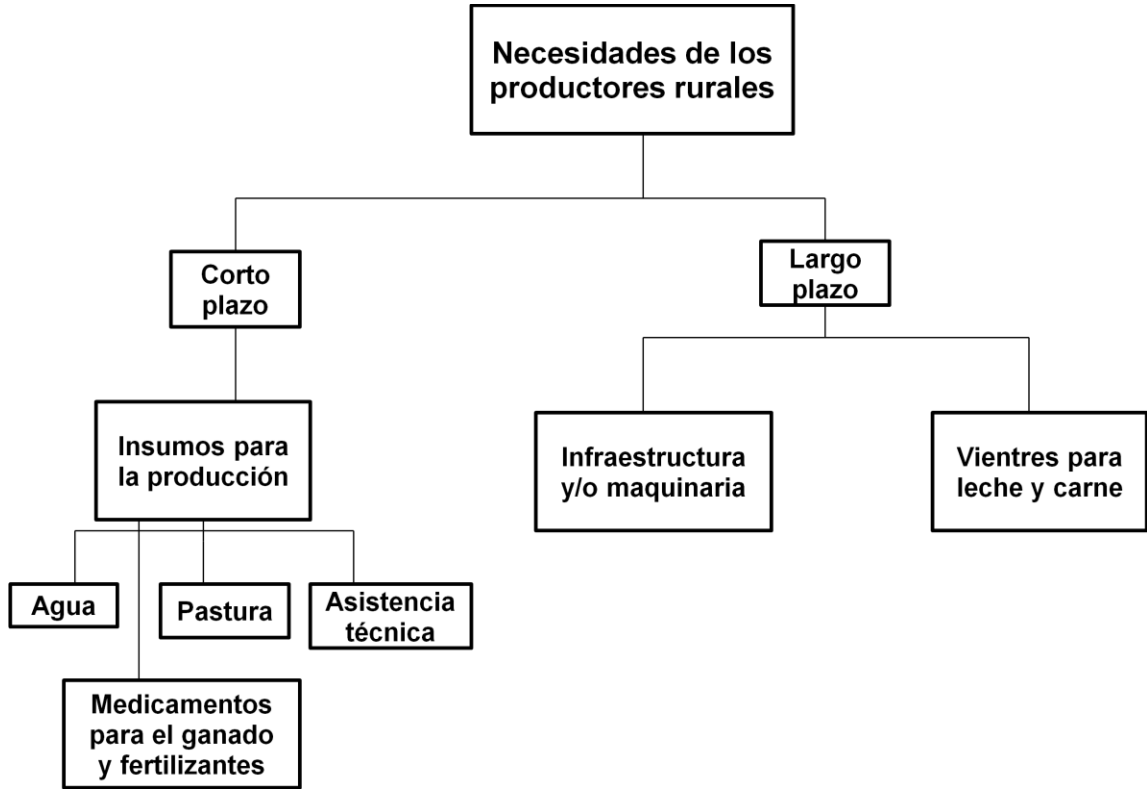 Necesidades de los
productores rurales
Corto
plazo
Largo
plazo
Insumos para
la producción
Infraestructura
y/o maquinaria
Vientres para
leche y carne
Agua
Pastura
Asistencia
técnica
Medicamentos
para el ganado
y fertilizantes